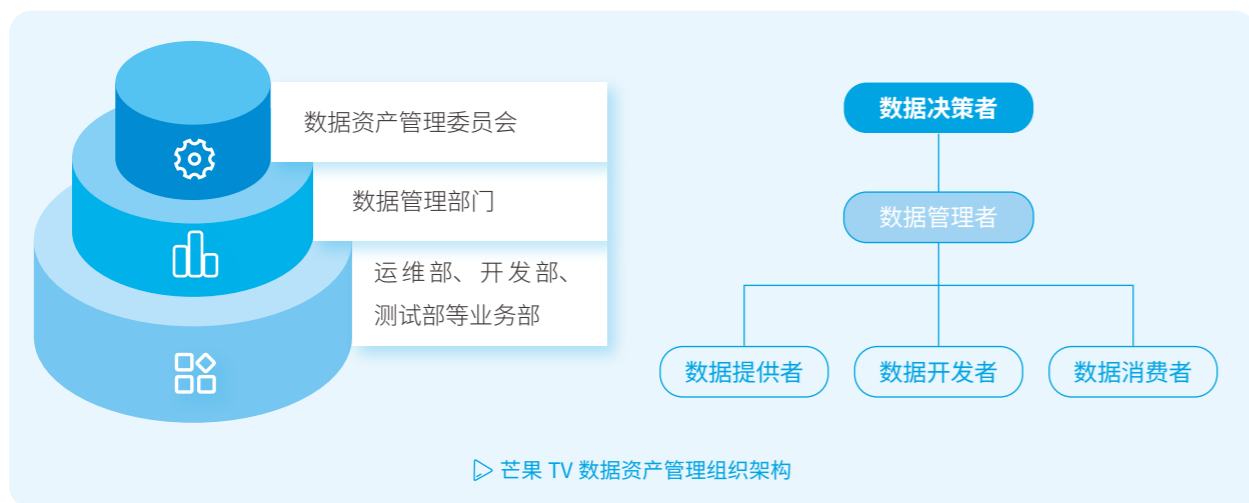 数据资产管理委员会
数据管理部门
运维部、开发部、
测试部等业务部
数据决策者
数据管理者
数据提供者
数据开发者
数据消费者
芒果 TV 数据资产管理组织架构